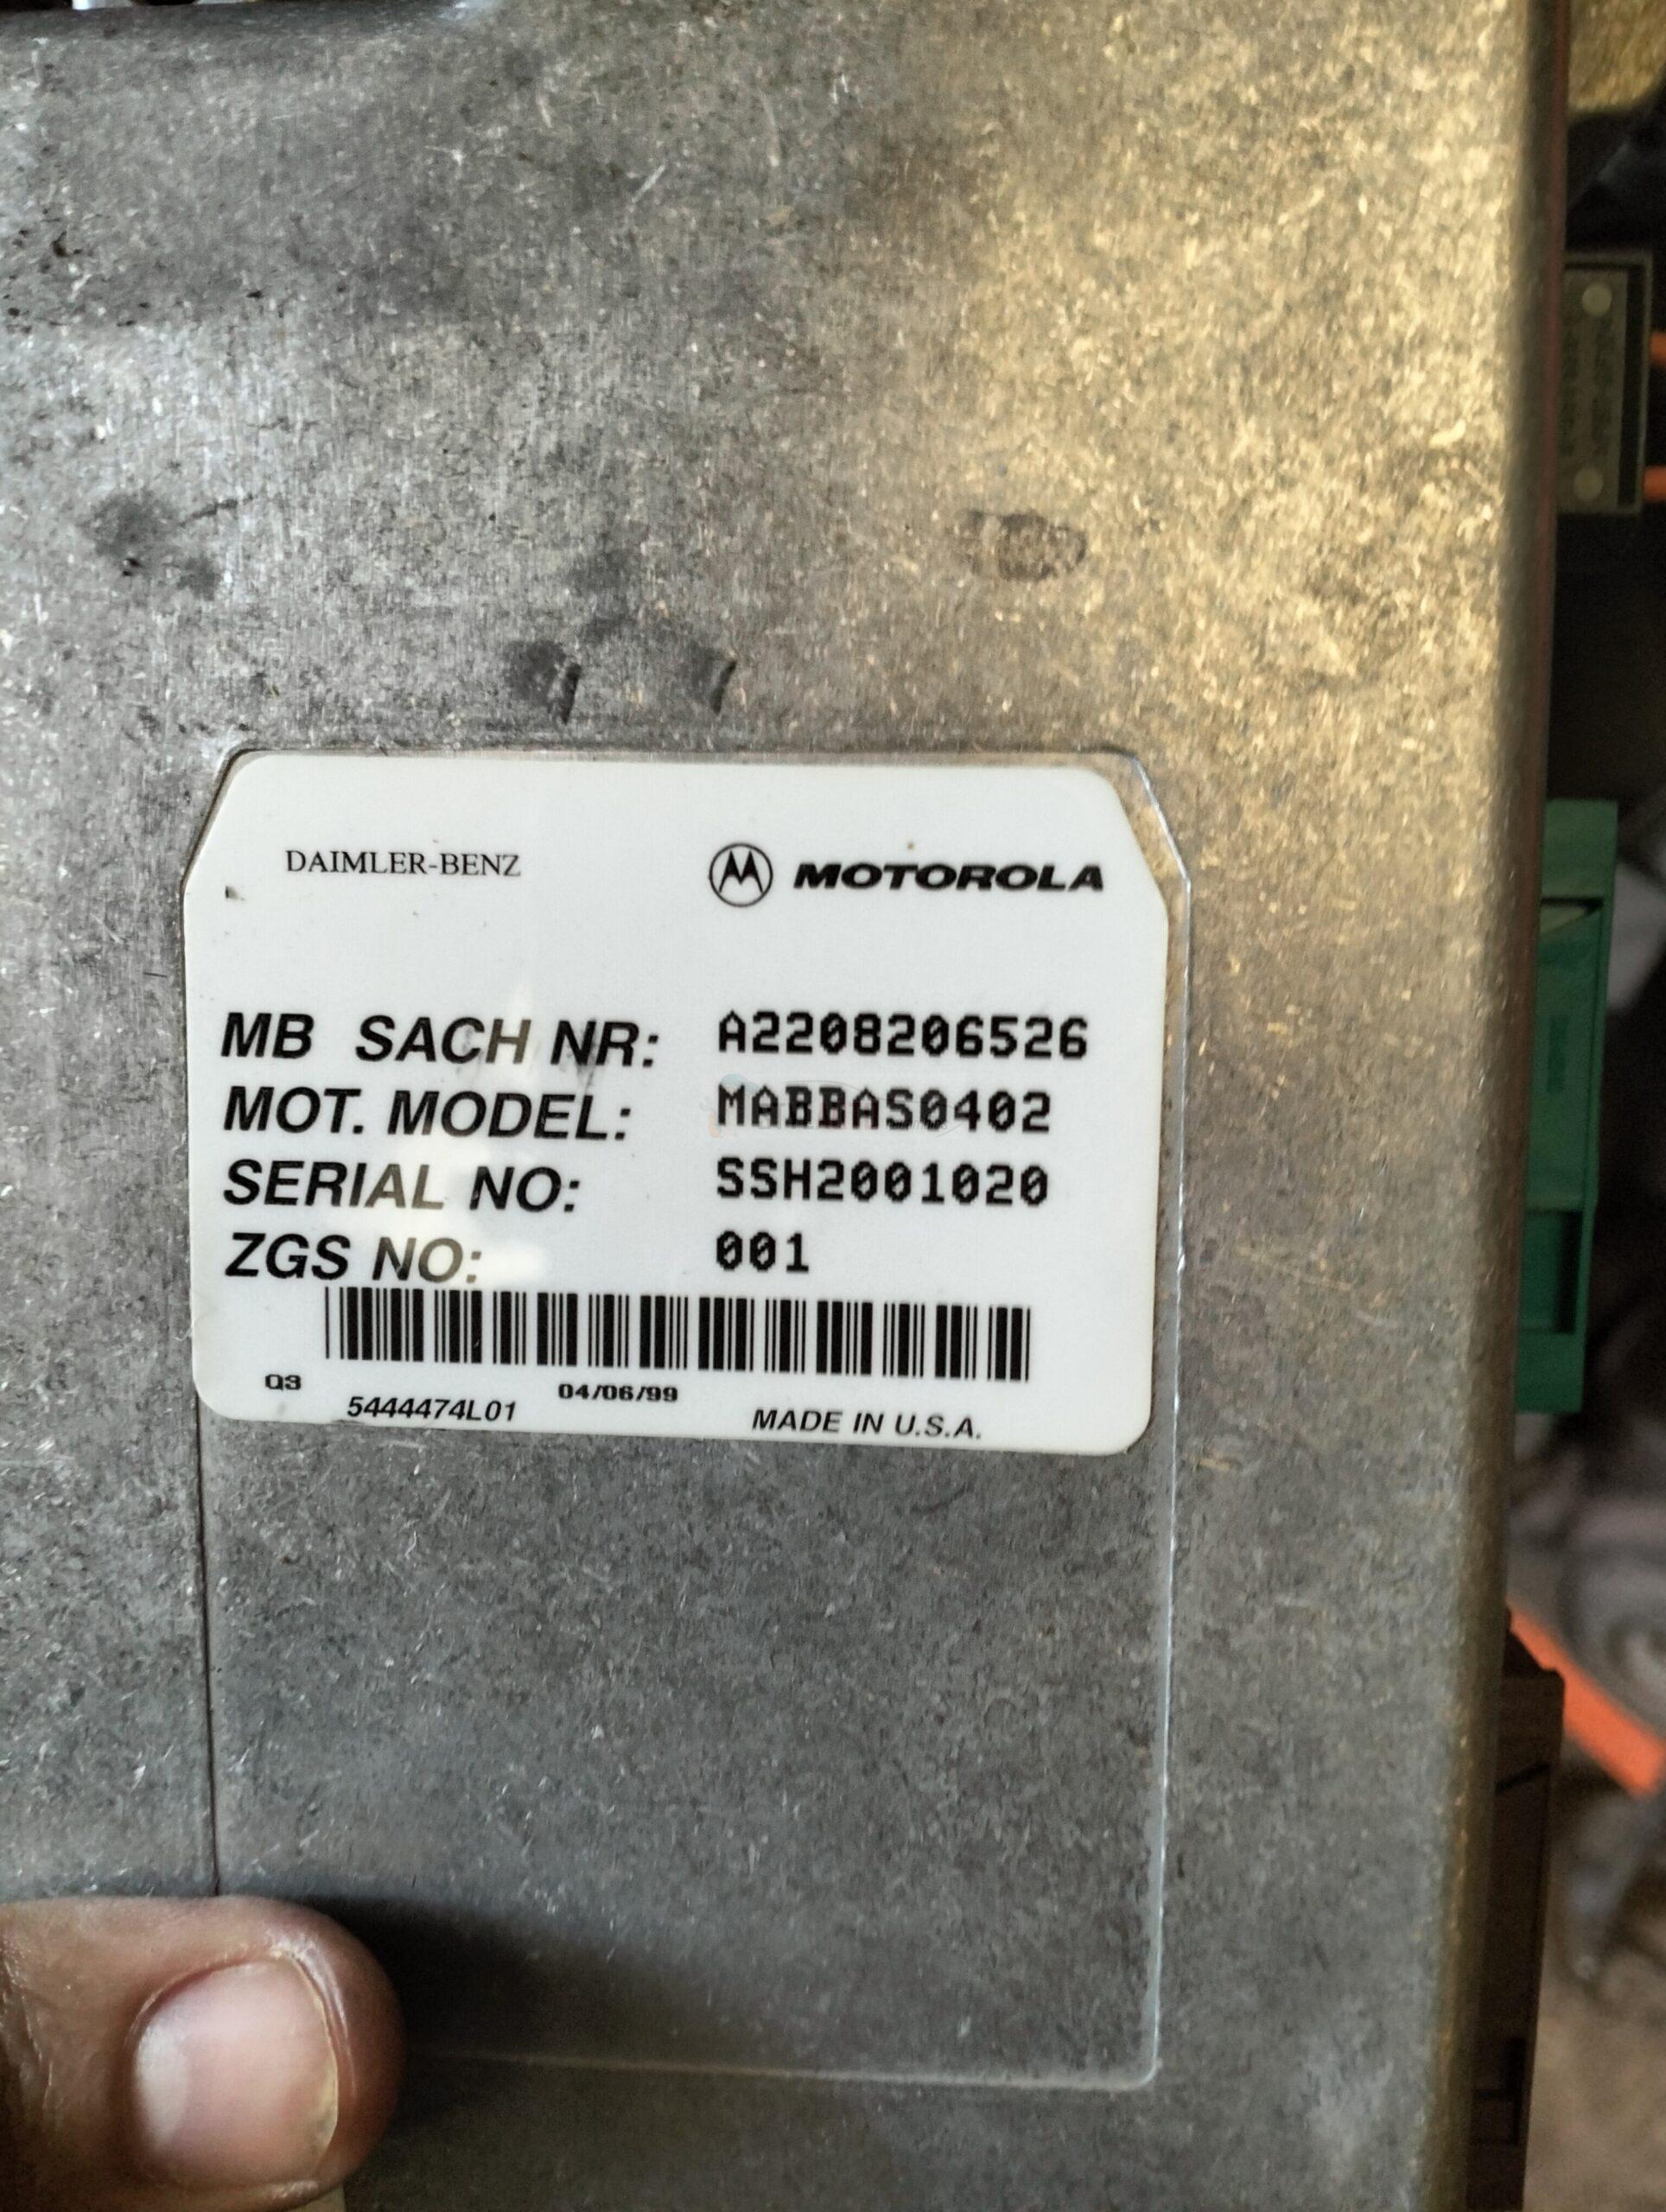 DAIMLER-BENZ MOTOROLA
MB SACH NR: A2208206526
MOT. MODEL: MABBAS0402
SERIAL NO: SSH2001020
ZGS NO: 001
Q3 04/06/99
5444474L01 MADE IN U.S.A.